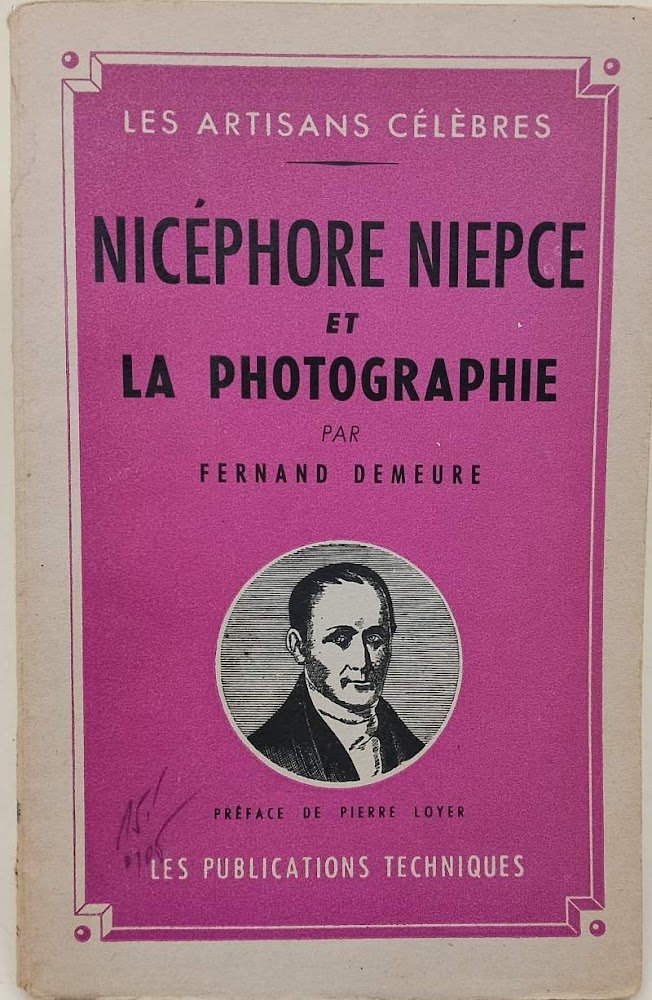 LES ARTISANS CÉLÈBRES
NICÉPHORE NIEPCE
ET
LA PHOTOGRAPHIE
PAR
FERNAND DEMEURE
PRÉFACE DE PIERRE LOYER
LES PUBLICATIONS TECHNIQUES